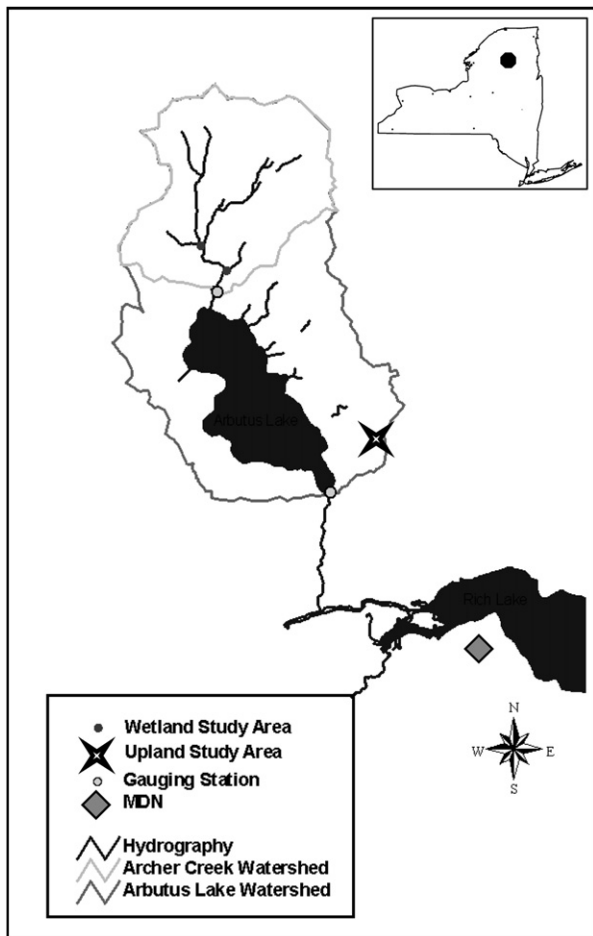 Arbutus Lake
Rich Lake
N
W E
S
Wetland Study Area
Upland Study Area
Gauging Station
MDN
Hydrography
Archer Creek Watershed
Arbutus Lake Watershed